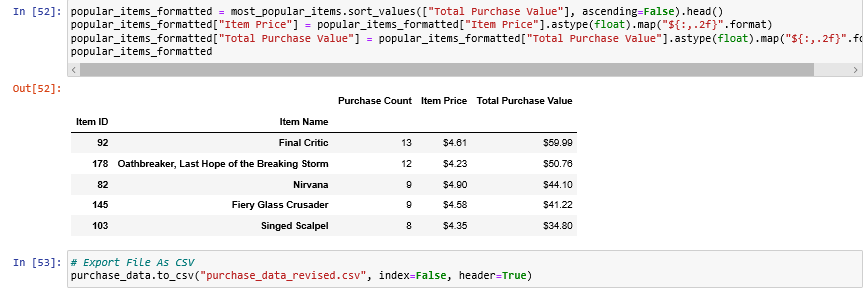 In [52]: popular_items_formatted = most_popular_items.sort_values(["Total Purchase Value"], ascending=False).head()
popular_items_formatted["Item Price"] = popular_items_formatted["Item Price"].astype(float).map("${:,.2f}".format)
popular_items_formatted["Total Purchase Value"] = popular_items_formatted["Total Purchase Value"].astype(float).map("${:,.2f}".fo
popular_items_formatted
Out[52]:
Purchase Count Item Price Total Purchase Value
Item ID Item Name
92 Final Critic 13 $4.61 $59.99
178 Oathbreaker, Last Hope of the Breaking Storm 12 $4.23 $50.76
82 Nirvana 9 $4.90 $44.10
145 Fiery Glass Crusader 9 $4.58 $41.22
103 Singed Scalpel 8 $4.35 $34.80
In [53]: # Export File As CSV
purchase_data.to_csv("purchase_data_revised.csv", index=False, header=True)